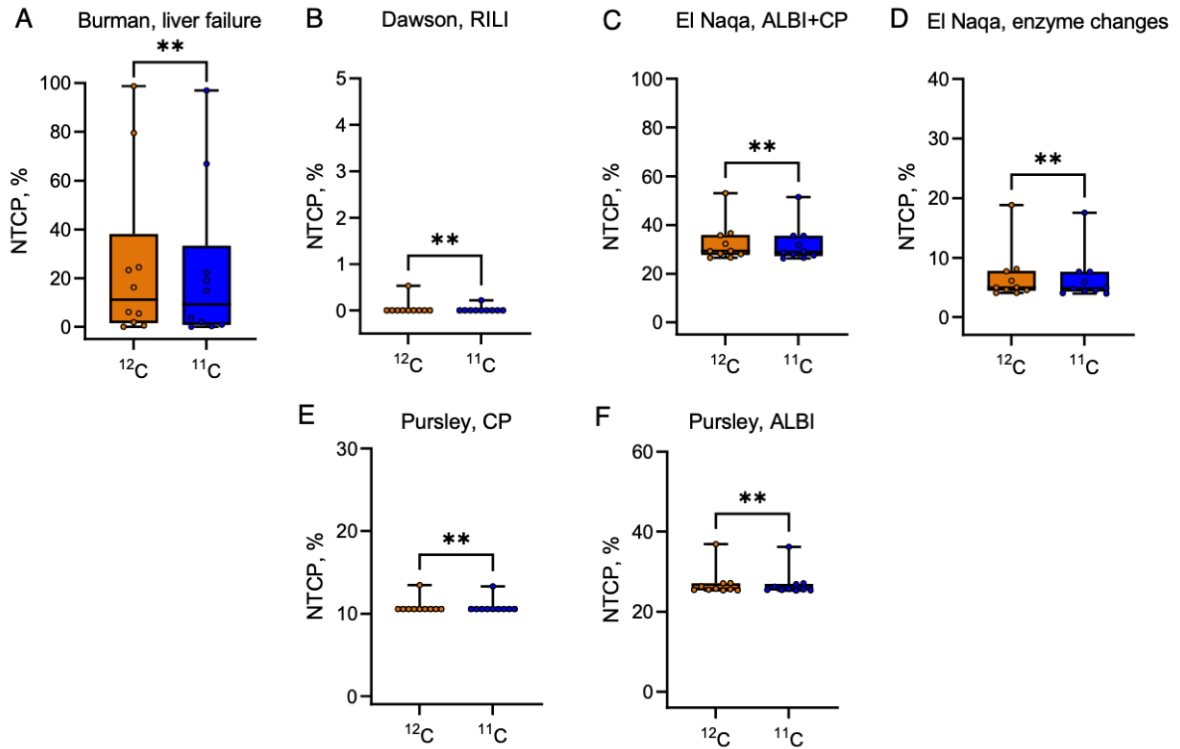 A Burman, liver failure
**
NTCP, %
100
80
60
40
20
0
¹²C ¹¹C
B Dawson, RILI
**
NTCP, %
5
4
3
2
1
0
¹²C ¹¹C
C El Naqa, ALBI+CP
**
NTCP, %
100
80
60
40
20
0
¹²C ¹¹C
D El Naqa, enzyme changes
**
NTCP, %
40
30
20
10
0
¹²C ¹¹C
E Pursley, CP
**
NTCP, %
30
20
10
0
¹²C ¹¹C
F Pursley, ALBI
**
NTCP, %
60
40
20
0
¹²C ¹¹C